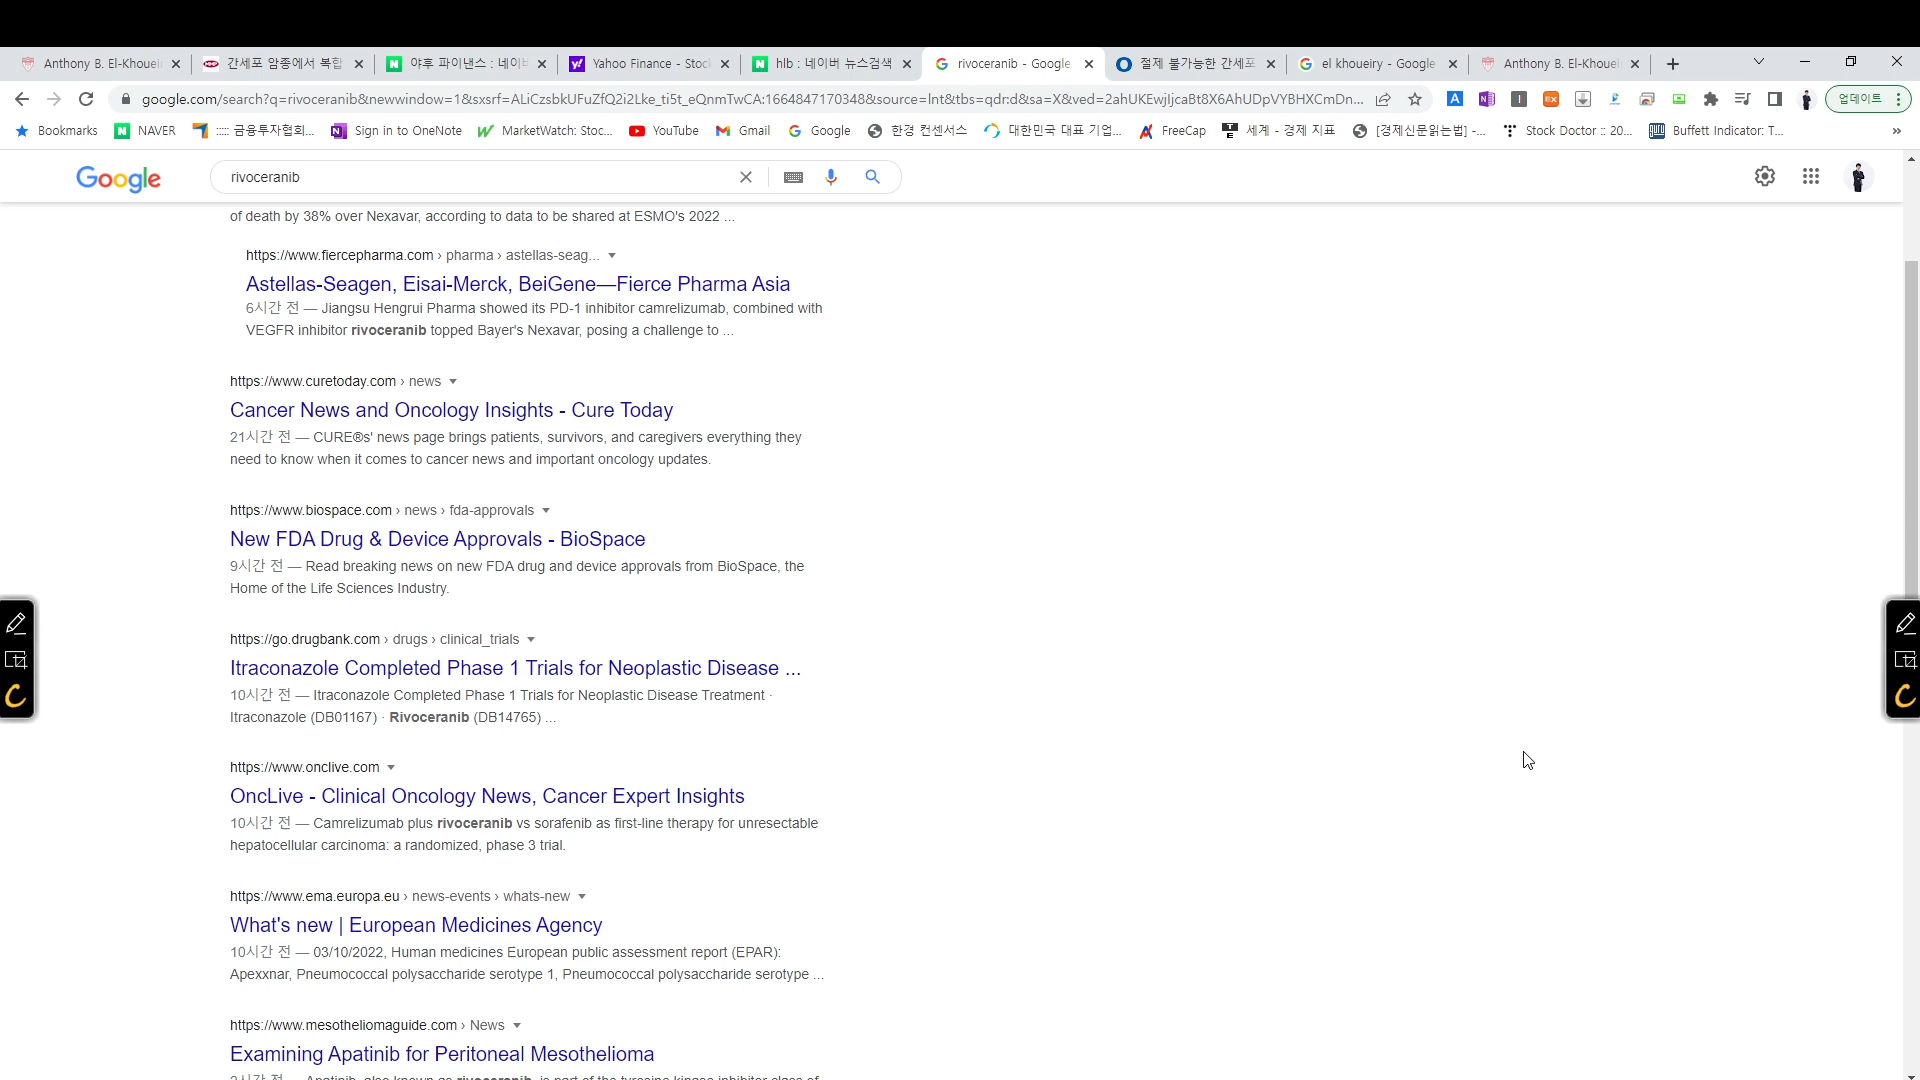 Anthony B. El-Khouei
간세포 암종에서 복합
야후 파이낸스 : 네이버
Yahoo Finance - Stock
hlb : 네이버 뉴스검색
rivoceranib - Google
절제 불가능한 간세포
el khoueiry - Google
Anthony B. El-Khouei
google.com/search?q=rivoceranib&newwindow=1&sxsrf=ALiCzsbkUFuZfQ2i2Lke_ti5t_eQnmTwCA:1664847170348&source=lnt&tbs=qdr:d&sa=X&ved=2ahUKEwjIjcaBt8X6AhUDpVYBHXCmDn...
업데이트
Bookmarks
NAVER
::::: 금융투자협회...
Sign in to OneNote
MarketWatch: Stoc...
YouTube
Gmail
Google
한경 컨센서스
대한민국 대표 기업...
FreeCap
세계 - 경제 지표
[경제신문읽는법] -...
Stock Doctor :: 20...
Buffett Indicator: T...
»
Google
rivoceranib
of death by 38% over Nexavar, according to data to be shared at ESMO's 2022 ...
https://www.fiercepharma.com › pharma › astellas-seag...
Astellas-Seagen, Eisai-Merck, BeiGene—Fierce Pharma Asia
6시간 전 — Jiangsu Hengrui Pharma showed its PD-1 inhibitor camrelizumab, combined with
VEGFR inhibitor rivoceranib topped Bayer's Nexavar, posing a challenge to ...
https://www.curetoday.com › news
Cancer News and Oncology Insights - Cure Today
21시간 전 — CURE®s' news page brings patients, survivors, and caregivers everything they
need to know when it comes to cancer news and important oncology updates.
https://www.biospace.com › news › fda-approvals
New FDA Drug & Device Approvals - BioSpace
9시간 전 — Read breaking news on new FDA drug and device approvals from BioSpace, the
Home of the Life Sciences Industry.
https://go.drugbank.com › drugs › clinical_trials
Itraconazole Completed Phase 1 Trials for Neoplastic Disease ...
10시간 전 — Itraconazole Completed Phase 1 Trials for Neoplastic Disease Treatment ·
Itraconazole (DB01167) · Rivoceranib (DB14765) ...
https://www.onclive.com
OncLive - Clinical Oncology News, Cancer Expert Insights
10시간 전 — Camrelizumab plus rivoceranib vs sorafenib as first-line therapy for unresectable
hepatocellular carcinoma: a randomized, phase 3 trial.
https://www.ema.europa.eu › news-events › whats-new
What's new | European Medicines Agency
10시간 전 — 03/10/2022, Human medicines European public assessment report (EPAR):
Apexxnar, Pneumococcal polysaccharide serotype 1, Pneumococcal polysaccharide serotype ...
https://www.mesotheliomaguide.com › News
Examining Apatinib for Peritoneal Mesothelioma
Apatinib, also known as rivoceranib, is part of the tyrosine kinase inhibitor class of